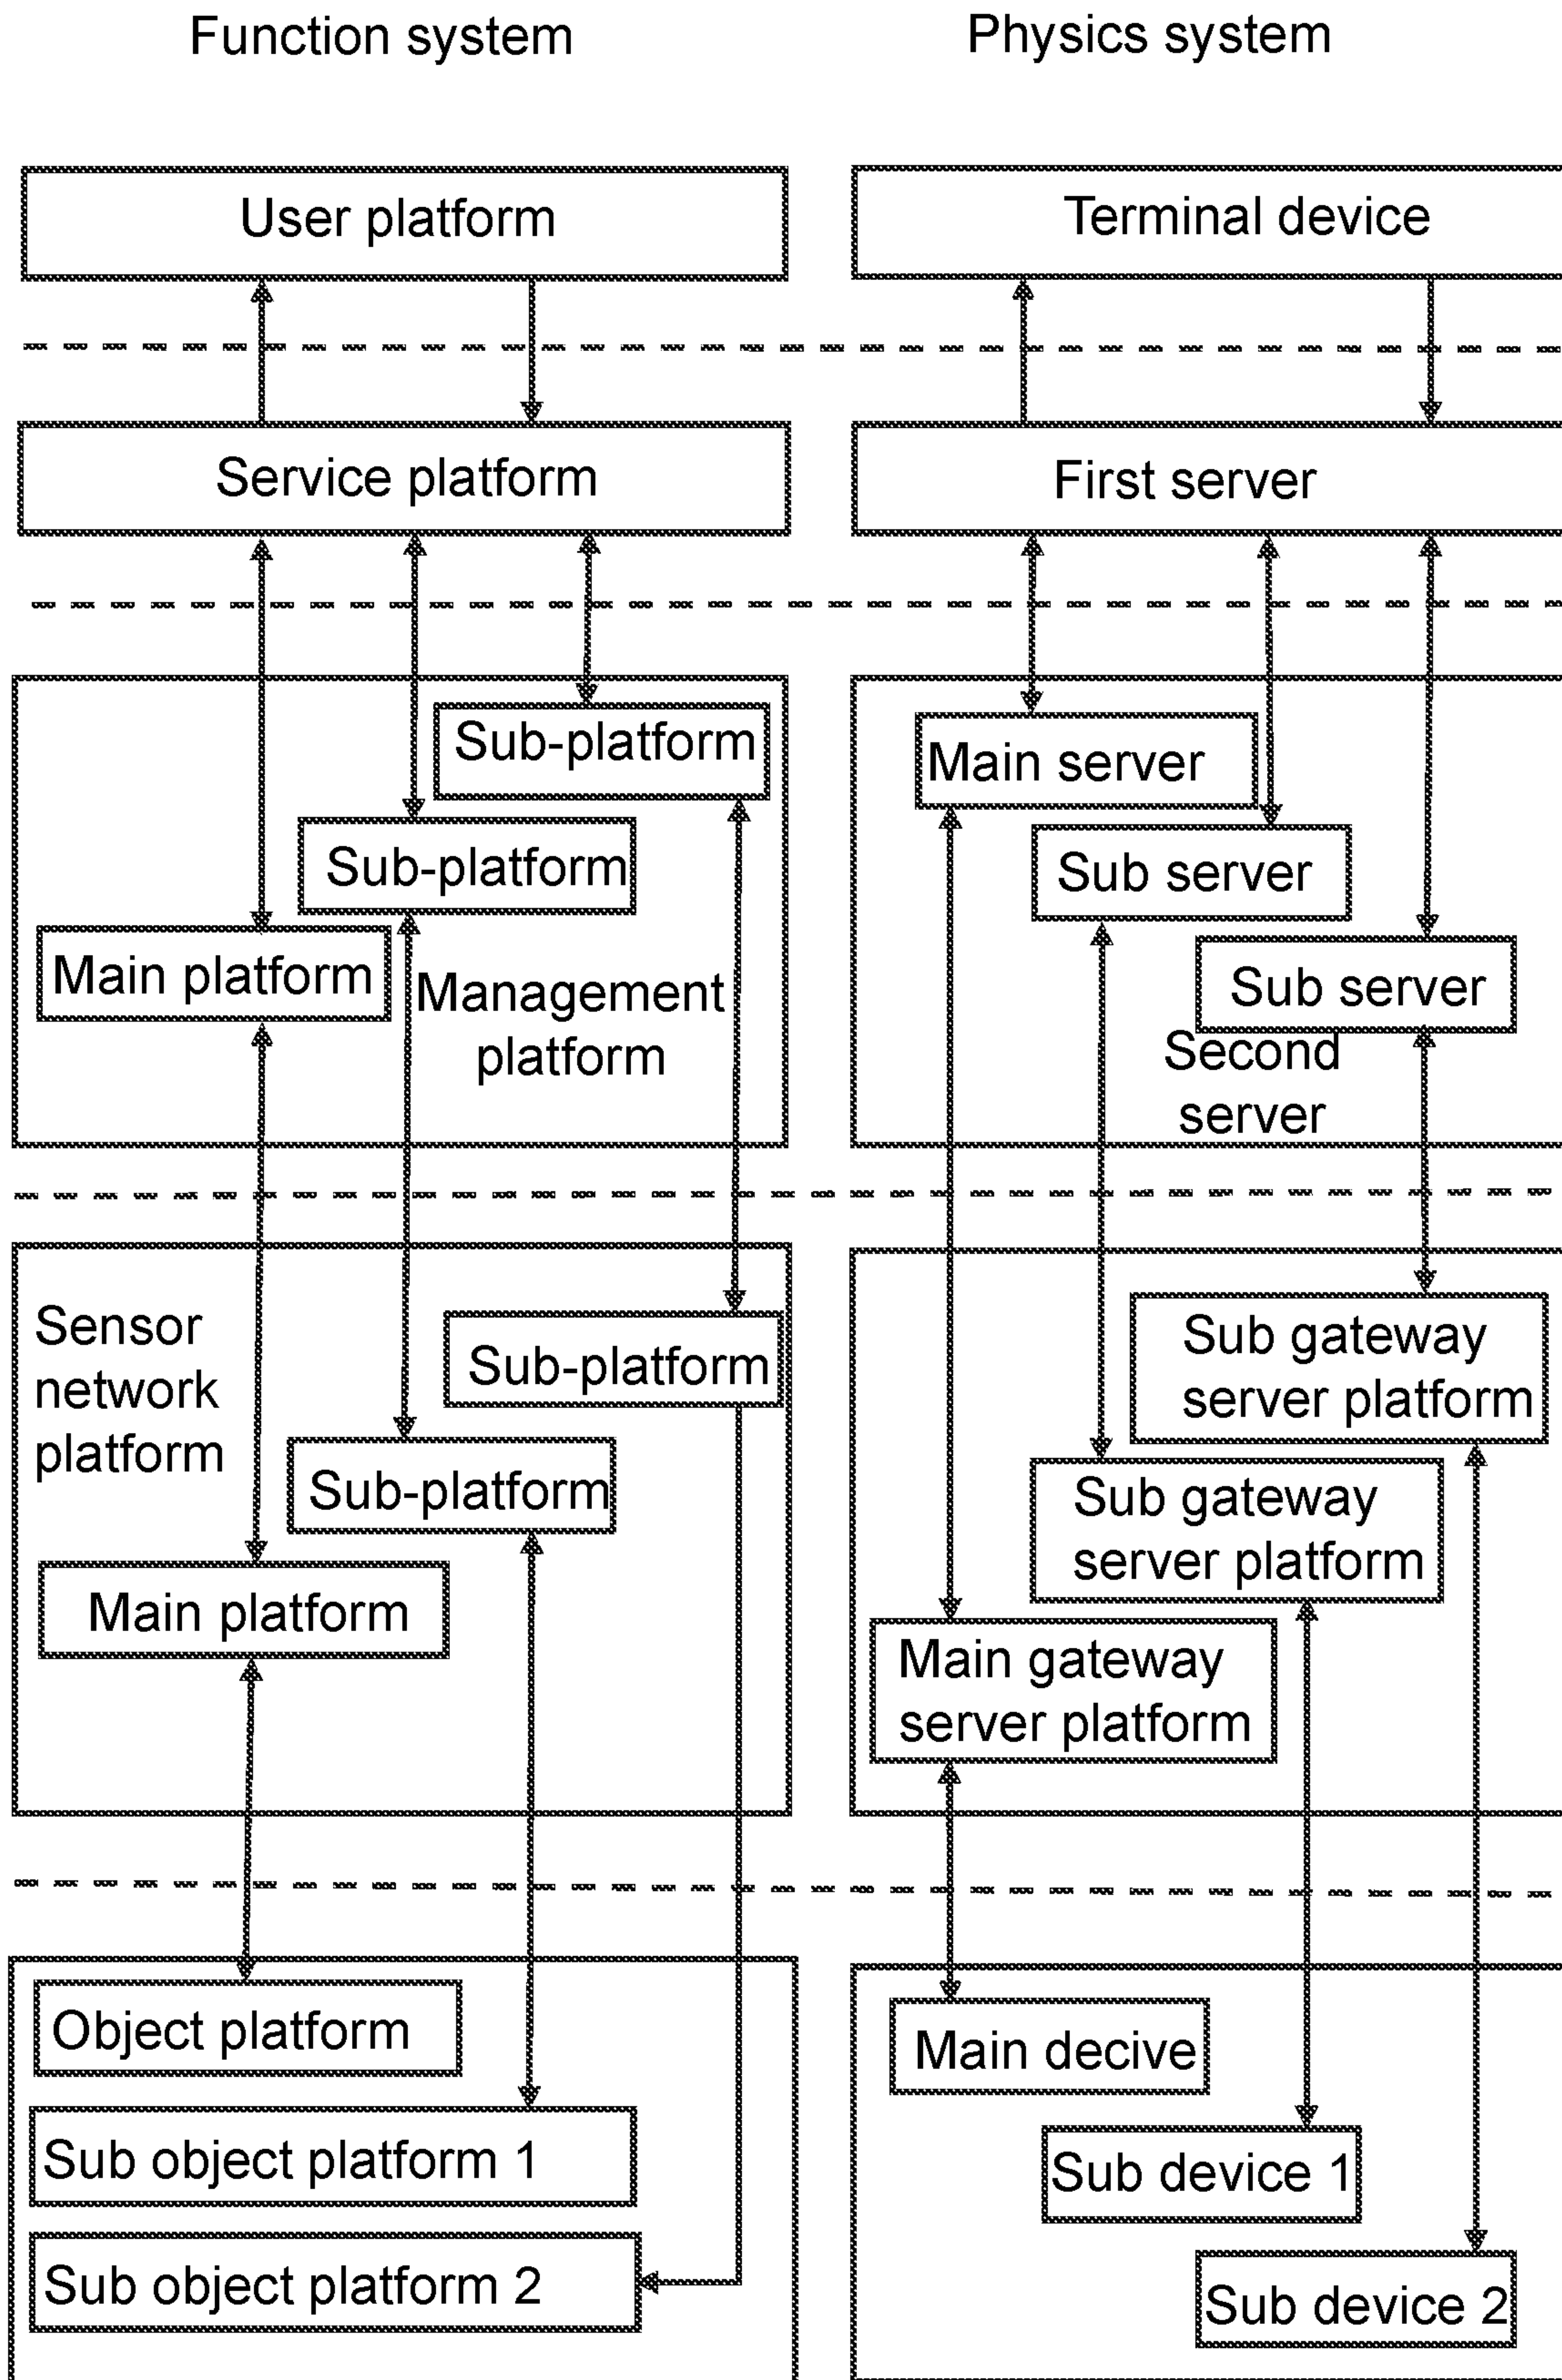 Function system
Physics system
User platform
Terminal device
Service platform
First server
Sub-platform
Sub-platform
Main platform
Management
platform
Main server
Sub server
Sub server
Second
server
Sensor
network
platform
Sub-platform
Sub-platform
Main platform
Sub gateway
server platform
Sub gateway
server platform
Main gateway
server platform
Object platform
Sub object platform 1
Sub object platform 2
Main decive
Sub device 1
Sub device 2